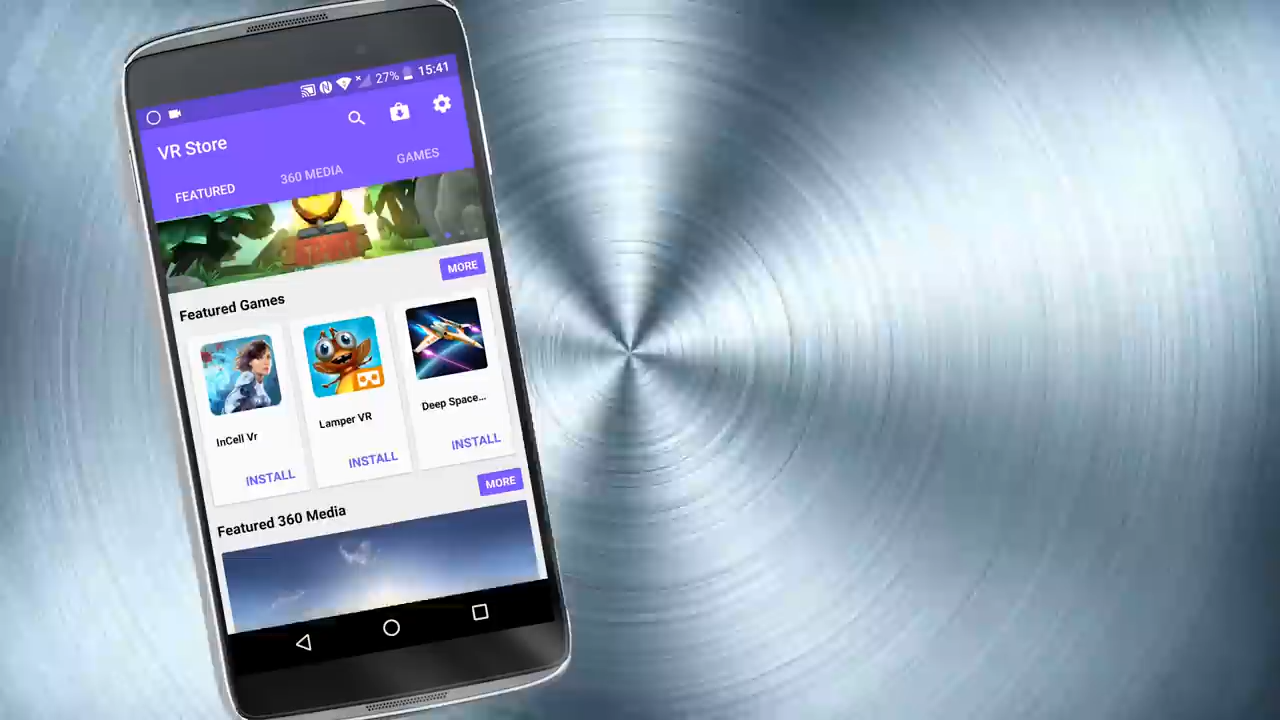 27% 15:41
VR Store
FEATURED 360 MEDIA GAMES
MORE
Featured Games
InCell Vr
Lamper VR
Deep Space...
INSTALL
INSTALL
INSTALL
MORE
Featured 360 Media